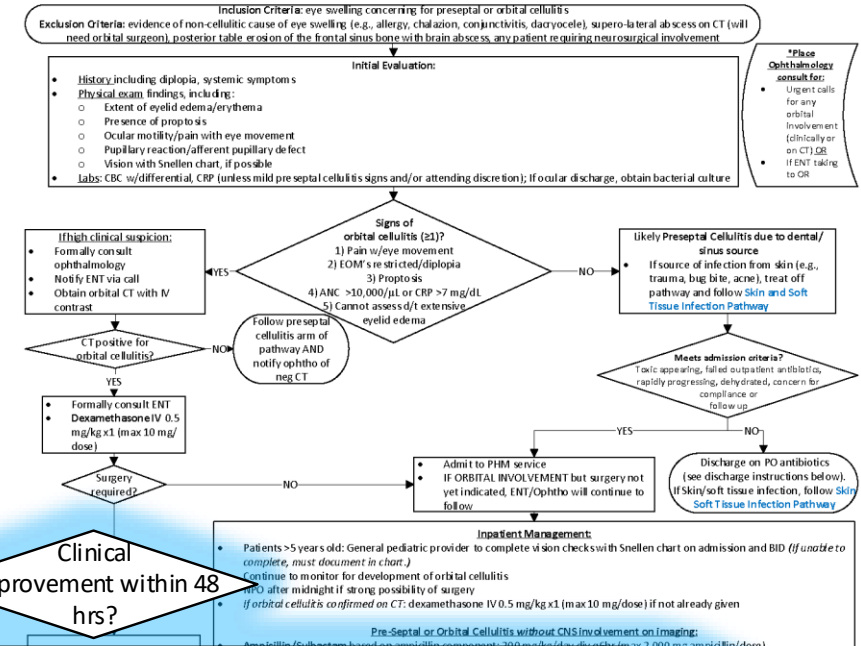 Inclusion Criteria: eye swelling concerning for preseptal or orbital cellulitis
Exclusion Criteria: evidence of non-cellulitic cause of eye swelling (e.g., allergy, chalazion, conjunctivitis, dacryocele), supero-lateral abscess on CT (will
need orbital surgeon), posterior table erosion of the frontal sinus bone with brain abscess, any patient requiring neurosurgical involvement
Initial Evaluation:
• History including diplopia, systemic symptoms
• Physical exam findings, including:
o Extent of eyelid edema/erythema
o Presence of proptosis
o Ocular motility/pain with eye movement
o Pupillary reaction/afferent pupillary defect
o Vision with Snellen chart, if possible
• Labs: CBC w/differential, CRP (unless mild preseptal cellulitis signs and/or attending discretion); If ocular discharge, obtain bacterial culture
*Place
Ophthalmology
consult for:
• Urgent calls
for any
orbital
involvement
(clinically or
on CT) OR
• If ENT taking
to OR
Signs of
orbital cellulitis (≥1)?
1) Pain w/eye movement
2) EOM's restricted/diplopia
3) Proptosis
4) ANC >10,000/µL or CRP >7 mg/dL
5) Cannot assess d/t extensive
eyelid edema
YES
NO
If high clinical suspicion:
• Formally consult
ophthalmology
• Notify ENT via call
• Obtain orbital CT with IV
contrast
Likely Preseptal Cellulitis due to dental/
sinus source
• If source of infection from skin (e.g.,
trauma, bug bite, acne), treat off
pathway and follow Skin and Soft
Tissue Infection Pathway
CT positive for
orbital cellulitis?
NO
Follow preseptal
cellulitis arm of
pathway AND
notify ophtho of
neg CT
YES
Meets admission criteria?
Toxic appearing, failed outpatient antibiotics,
rapidly progressing, dehydrated, concern for
compliance or
follow up
• Formally consult ENT
• Dexamethasone IV 0.5
mg/kg x1 (max 10 mg/
dose)
YES
NO
Surgery
required?
NO
• Admit to PHM service
• IF ORBITAL INVOLVEMENT but surgery not
yet indicated, ENT/Ophtho will continue to
follow
Discharge on PO antibiotics
(see discharge instructions below).
If Skin/soft tissue infection, follow Skin
Soft Tissue Infection Pathway
Clinical
provement within 48
hrs?
Inpatient Management:
• Patients >5 years old: General pediatric provider to complete vision checks with Snellen chart on admission and BID (If unable to
complete, must document in chart.)
Continue to monitor for development of orbital cellulitis
NPO after midnight if strong possibility of surgery
• If orbital cellulitis confirmed on CT: dexamethasone IV 0.5 mg/kg x1 (max 10 mg/dose) if not already given
Pre-Septal or Orbital Cellulitis without CNS involvement on imaging:
• Ampicillin/Sulbactam based on ampicillin component: 200 mg/kg/day div q6hr (max 2,000 mg ampicillin/dose)